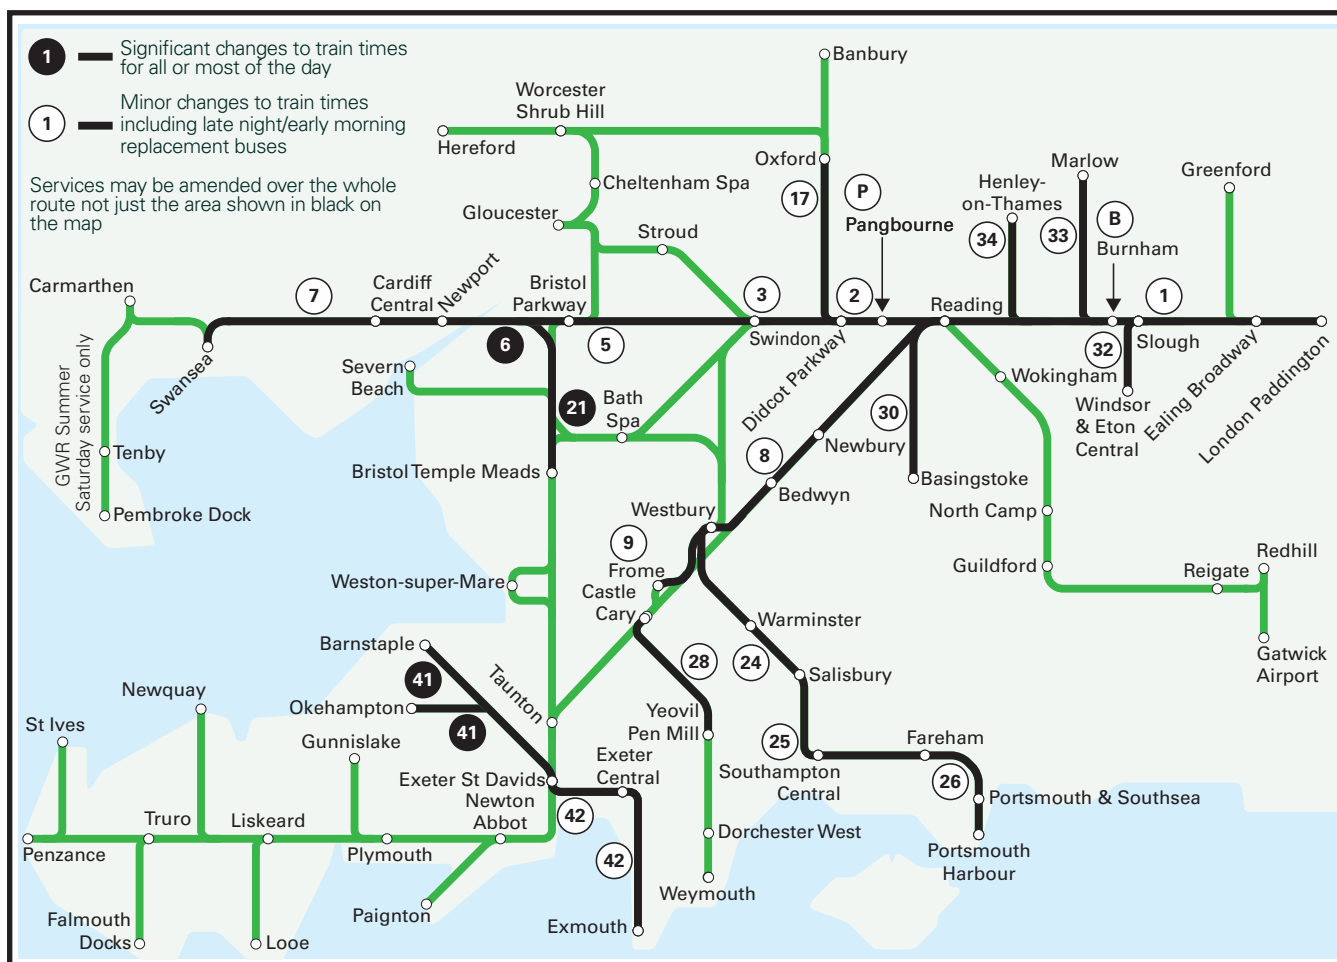 1
Significant changes to train times
for all or most of the day
1
Minor changes to train times
including late night/early morning
replacement buses
Services may be amended over the whole
route not just the area shown in black on
the map
Banbury
Worcester
Shrub Hill
Hereford
Oxford
Marlow
Greenford
Cheltenham Spa
Henley-
on-Thames
17
P
Pangbourne
B
Burnham
Gloucester
Stroud
34
33
Carmarthen
7
Cardiff
Central
Newport
Bristol
Parkway
3
2
Reading
1
6
5
Swindon
32
Slough
Swansea
Severn
Beach
Didcot Parkway
Wokingham
Windsor
& Eton
Central
Ealing Broadway
London Paddington
21
Bath
Spa
30
GWR Summer
Saturday service only
Tenby
Newbury
8
Bristol Temple Meads
Bedwyn
Basingstoke
Pembroke Dock
Westbury
North Camp
9
Frome
Weston-super-Mare
Castle
Cary
Guildford
Redhill
Reigate
Barnstaple
Warminster
28
24
Gatwick
Airport
41
Taunton
Salisbury
Newquay
Okehampton
41
Yeovil
Pen Mill
St Ives
Gunnislake
25
Fareham
Exeter
Central
Southampton
Central
26
Exeter St Davids
Newton
Abbot
Portsmouth & Southsea
42
Truro
Liskeard
Penzance
Plymouth
Dorchester West
Portsmouth
Harbour
42
Weymouth
Paignton
Falmouth
Docks
Looe
Exmouth